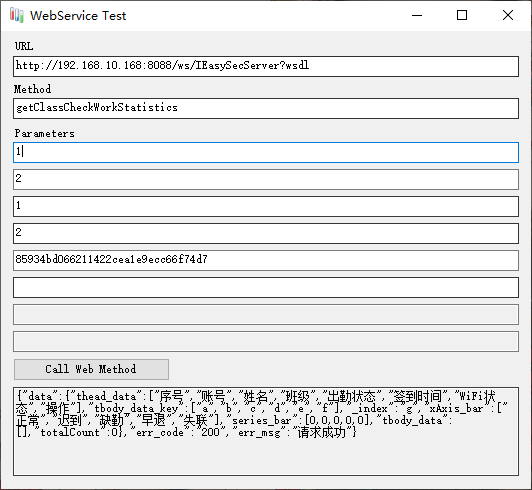 WebService Test
URL
http://192.168.10.168:8088/ws/IEasySecServer?wsdl
Method
getClassCheckWorkStatistics
Parameters
1
2
1
2
85934bd066211422cea1e9ecc66f74d7
Call Web Method
{"data":{"thead_data":["序号","账号","姓名","班级","出勤状态","签到时间","WiFi状
态","操作"],"tbody_data_key":["a","b","c","d","e","f"],"_index":"g","xAxis_bar":["
正常","迟到","缺勤","早退","失联"],"series_bar":[0,0,0,0,0],"tbody_data":
[],"totalCount":0},"err_code":"200","err_msg":"请求成功"}